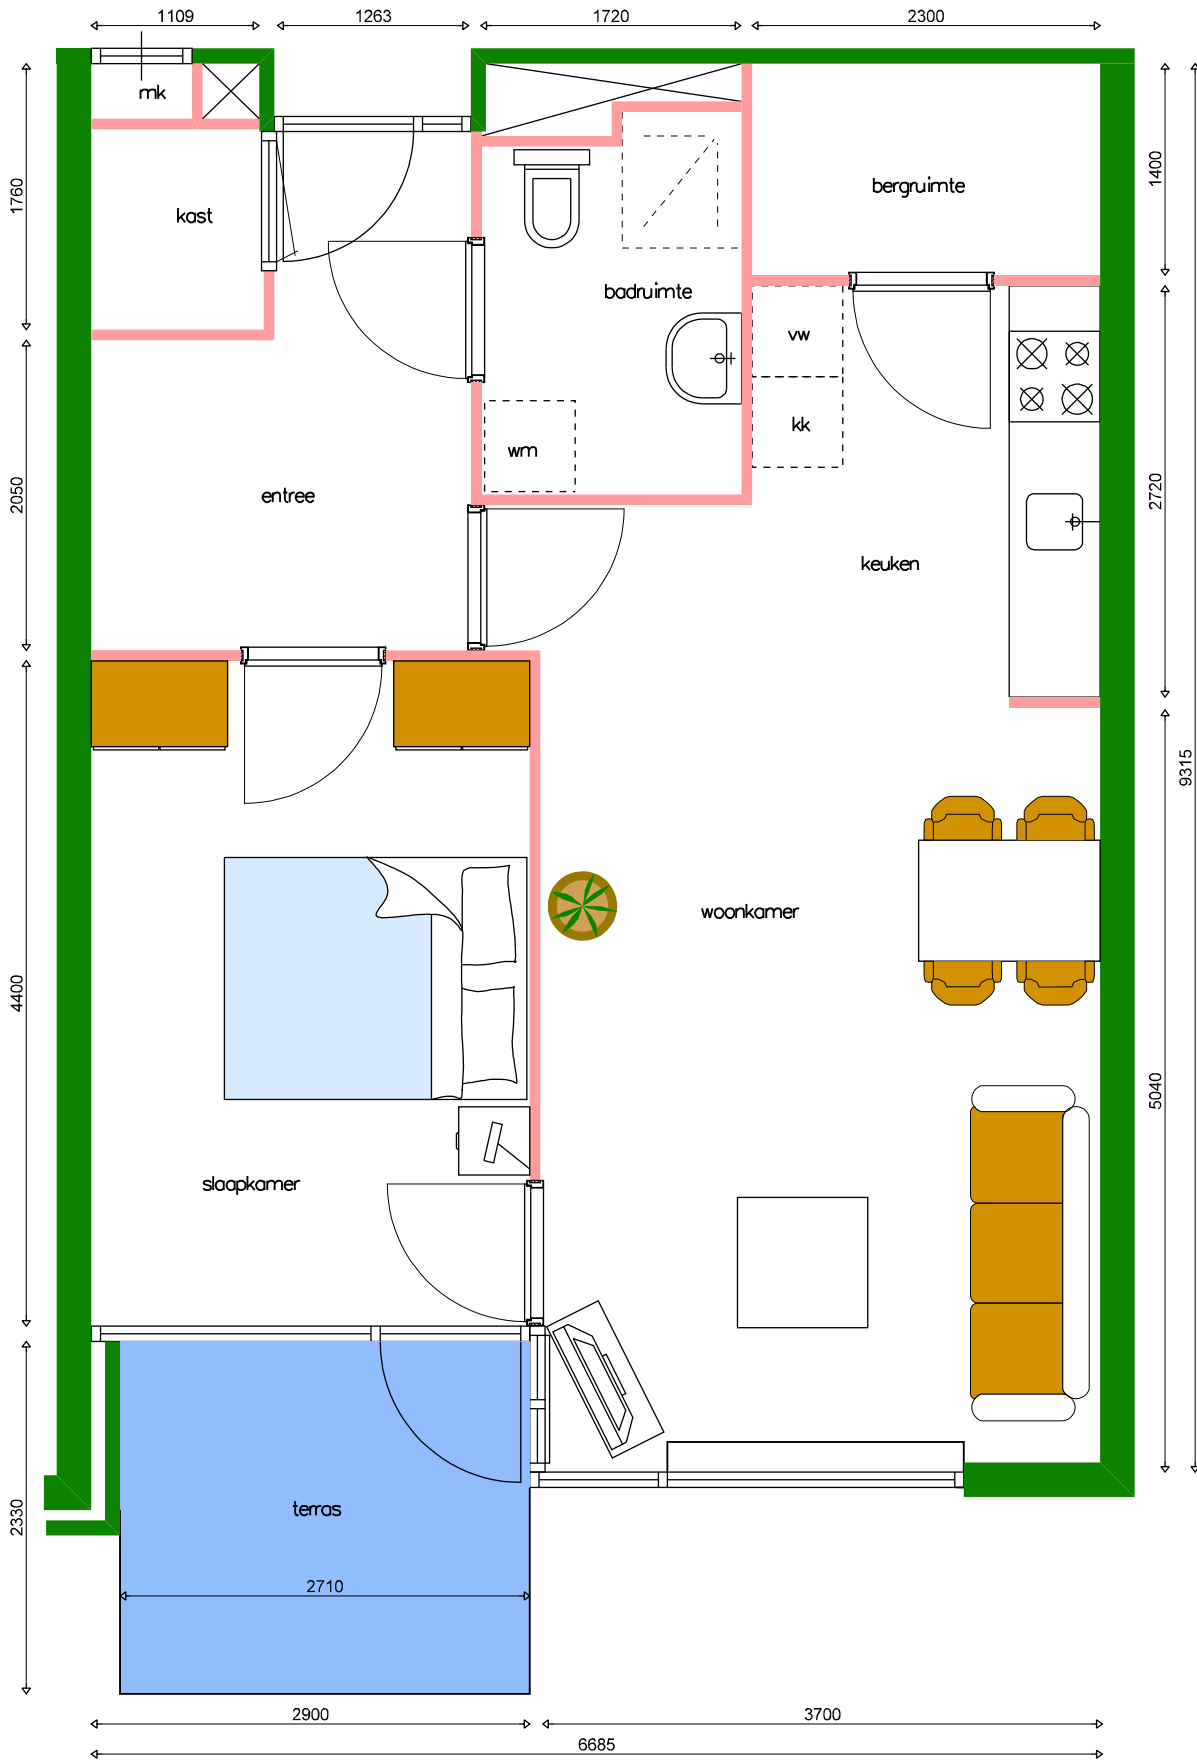 1109 1263 1720 2300
mk
1760
1400
kast
bergruimte
badruimte
vw
kk
wm
entree
2050
2720
keuken
9315
woonkamer
4400
5040
slaapkamer
terras
2330
2710
2900 3700
6685